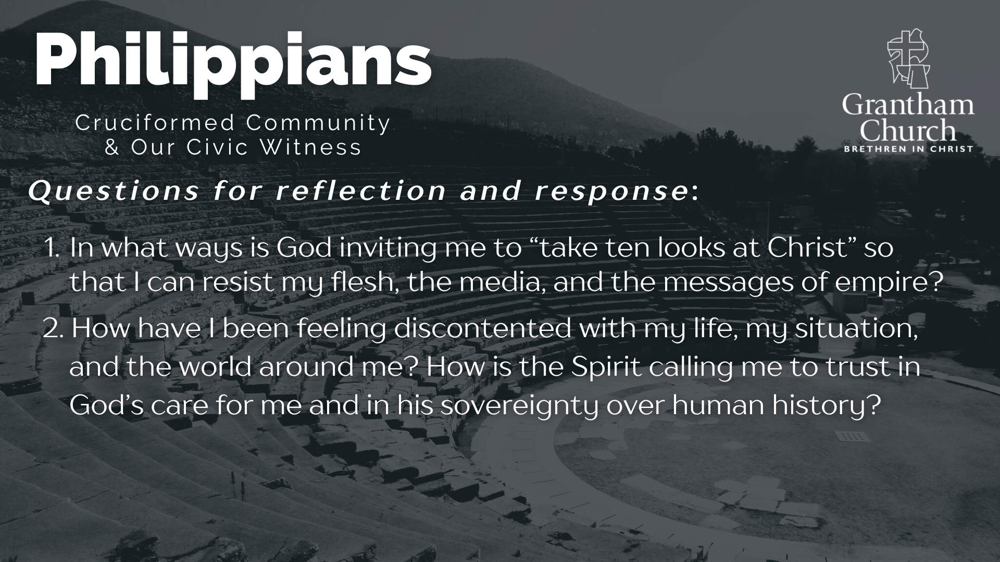 Philippians
Cruciformed Community
& Our Civic Witness
Grantham
Church
BRETHREN IN CHRIST
Questions for reflection and response:
1. In what ways is God inviting me to “take ten looks at Christ” so
that I can resist my flesh, the media, and the messages of empire?
2. How have I been feeling discontented with my life, my situation,
and the world around me? How is the Spirit calling me to trust in
God’s care for me and in his sovereignty over human history?